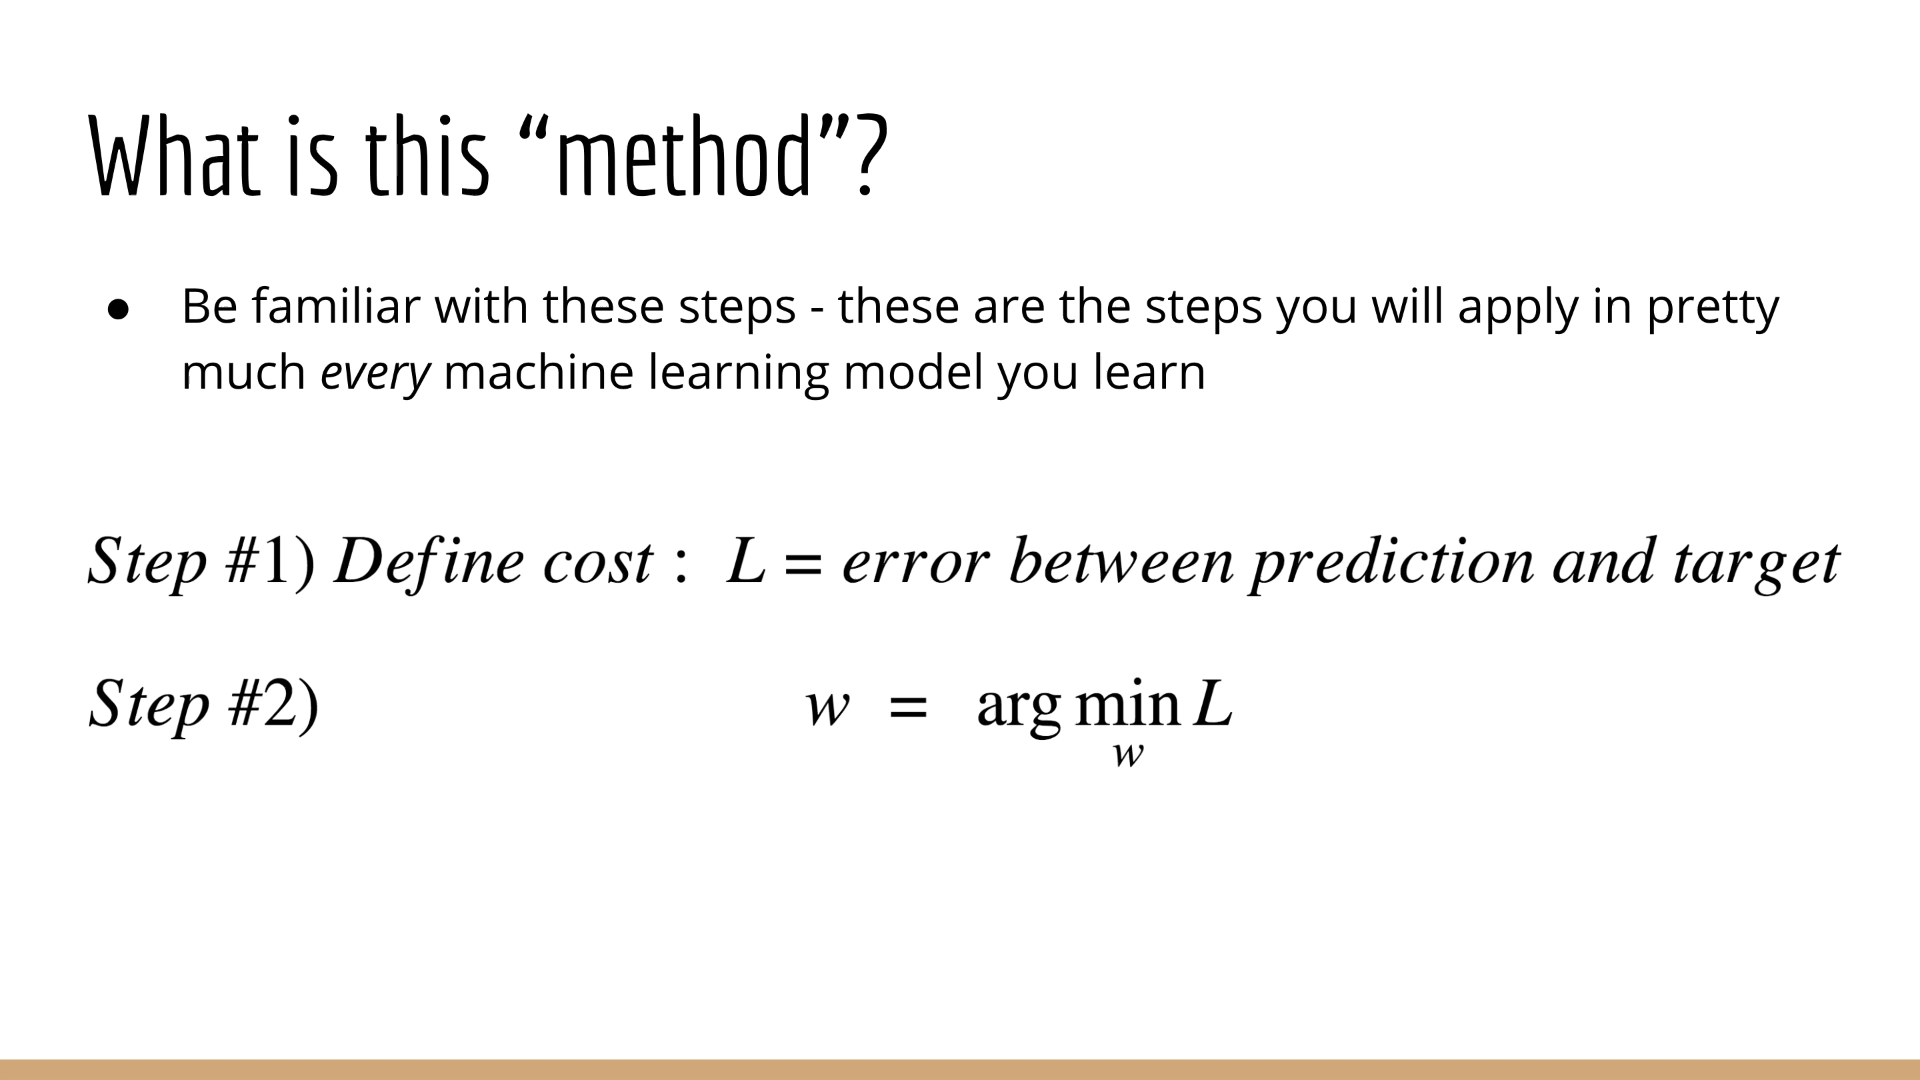 What is this “method”?
● Be familiar with these steps - these are the steps you will apply in pretty
much every machine learning model you learn
Step #1) Define cost : L = error between prediction and target
Step #2) w = arg min L
w